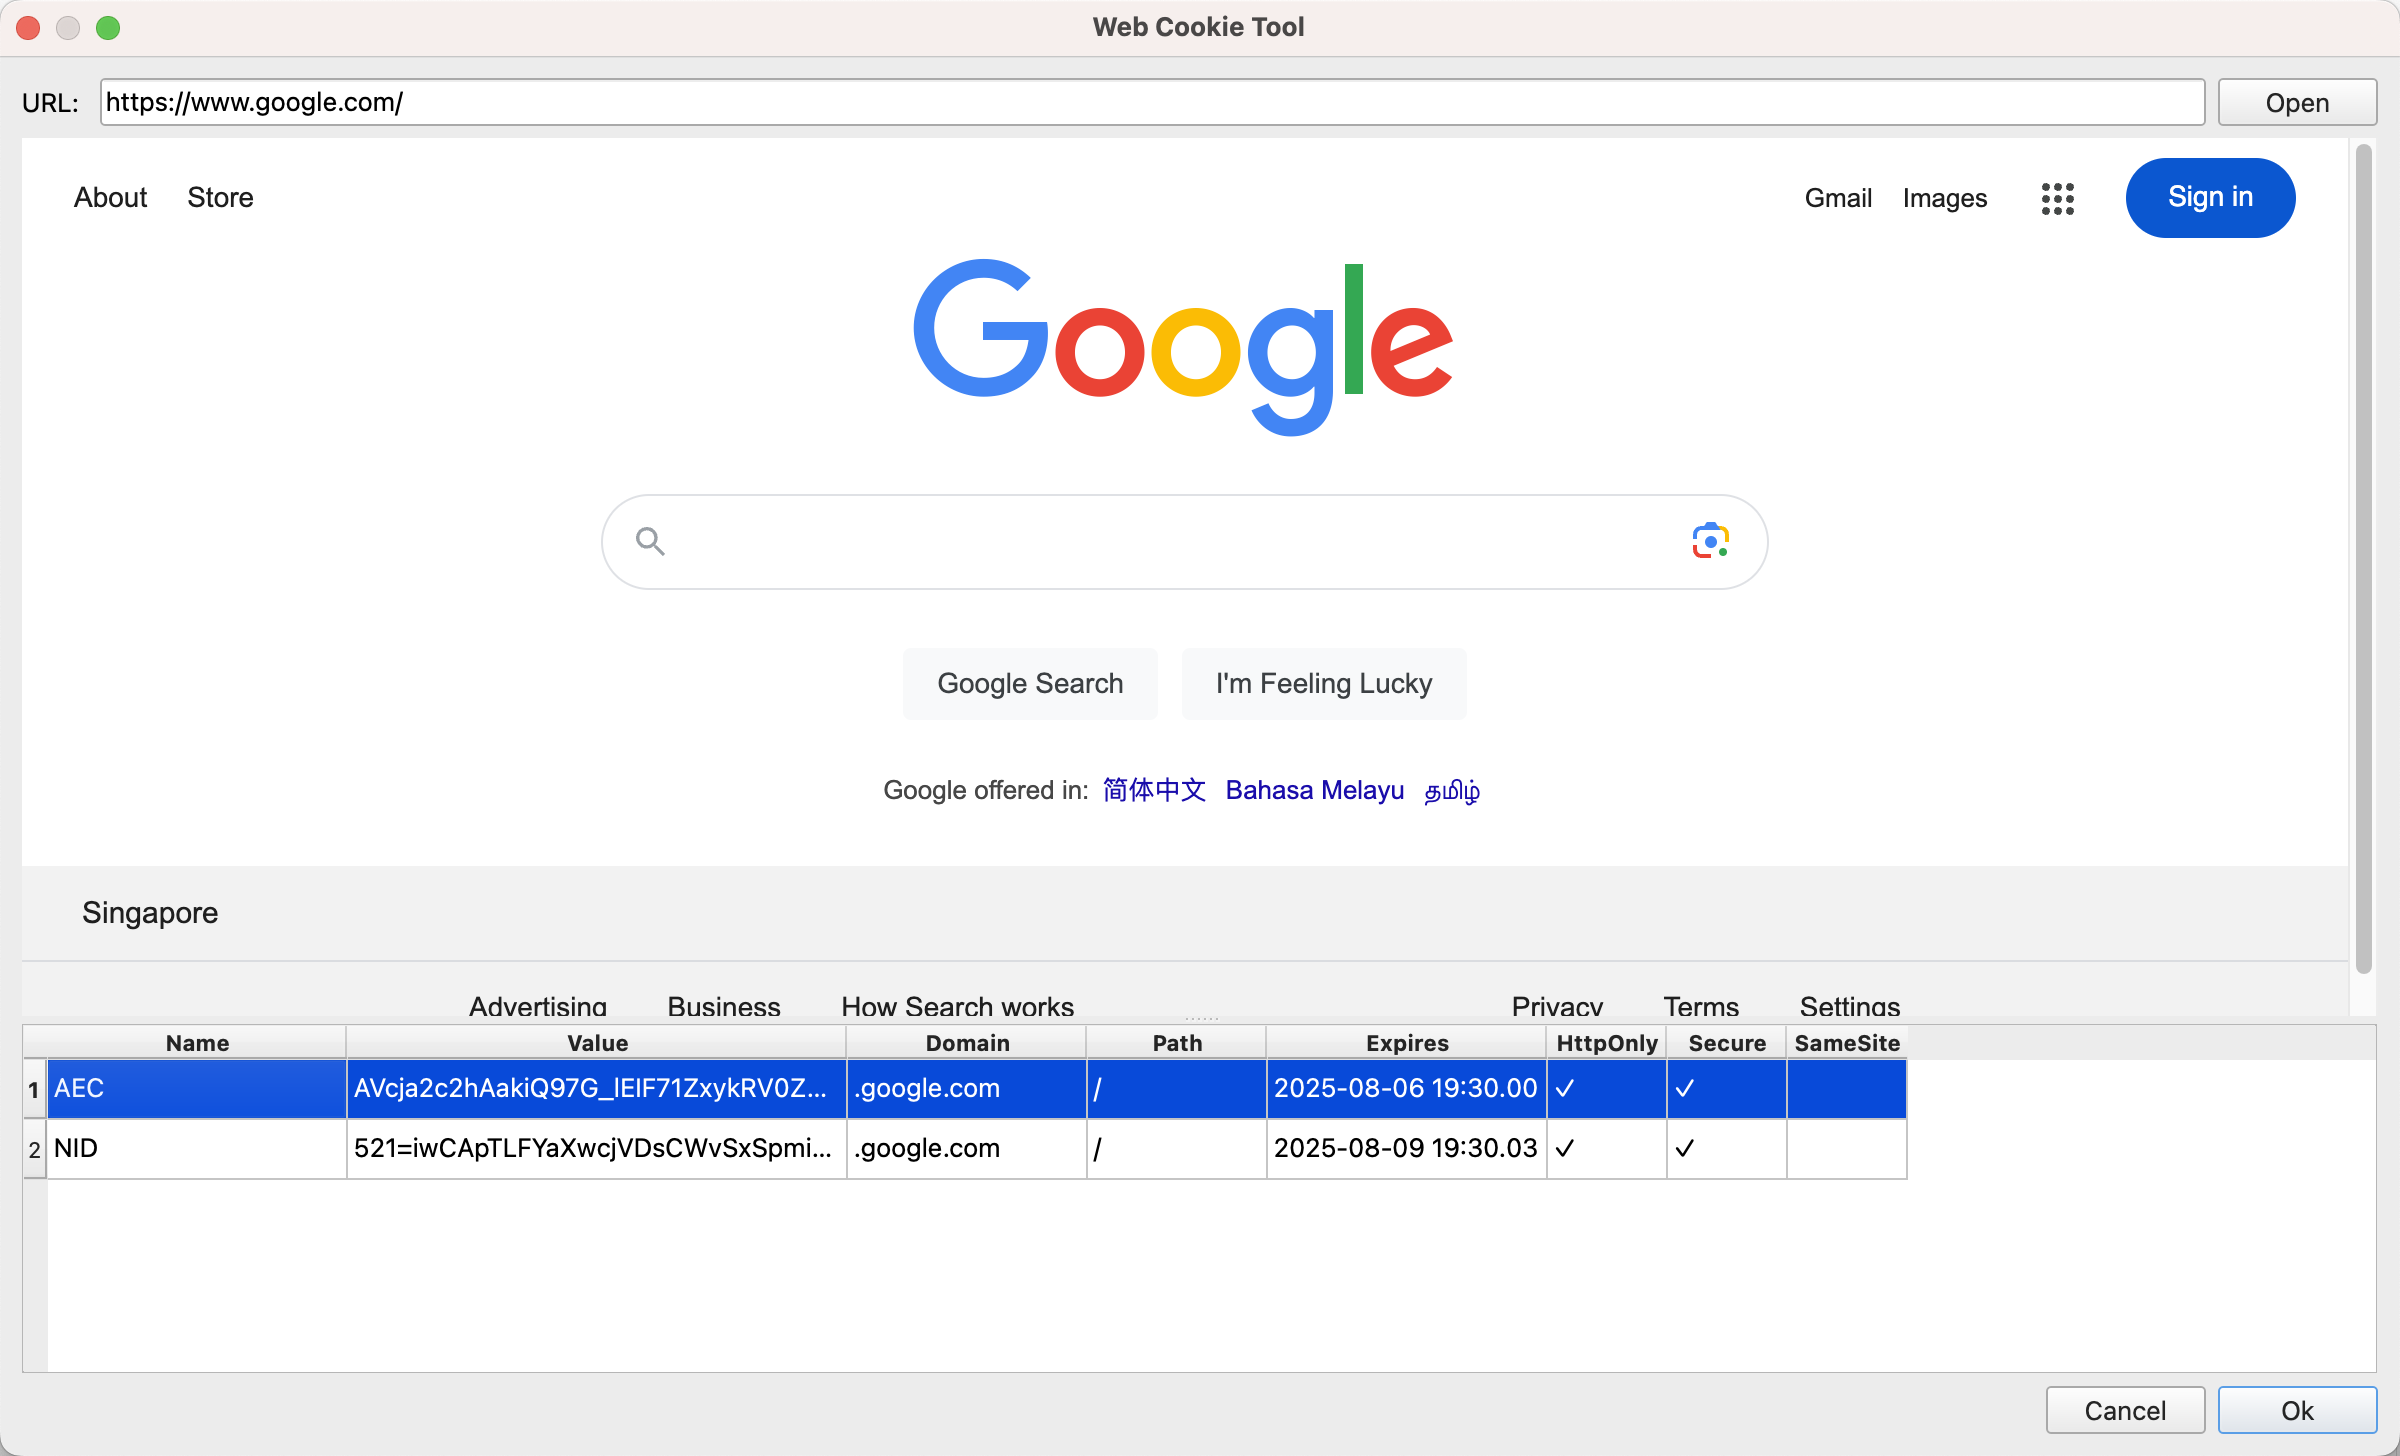 Web Cookie Tool
URL: https://www.google.com/ Open
About Store Gmail Images Sign in
Google
Google Search I'm Feeling Lucky
Google offered in: 简体中文 Bahasa Melayu தமிழ்
Singapore
Advertising Business How Search works Privacy Terms Settings
Name Value Domain Path Expires HttpOnly Secure SameSite
1 AEC AVcja2c2hAakiQ97G_lEIF71ZxykRV0Z... .google.com / 2025-08-06 19:30.00 ✓ ✓
2 NID 521=iwCApTLFYaXwcjVDsCWvSxSpmi... .google.com / 2025-08-09 19:30.03 ✓ ✓
Cancel Ok